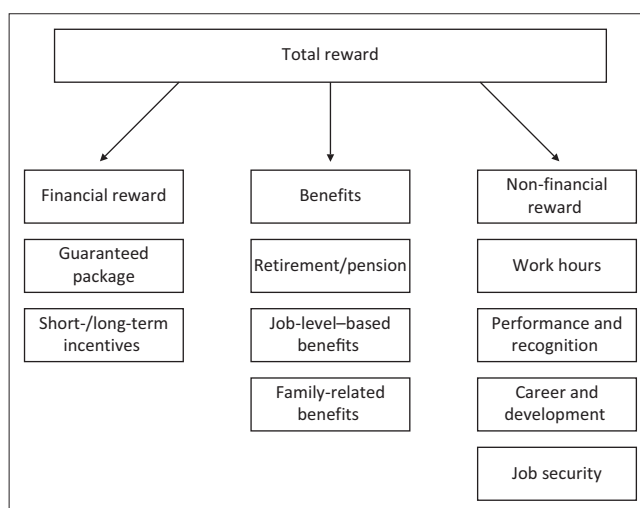 Total reward
Financial reward
Guaranteed
package
Short-/long-term
incentives
Benefits
Retirement/pension
Job-level–based
benefits
Family-related
benefits
Non-financial
reward
Work hours
Performance and
recognition
Career and
development
Job security